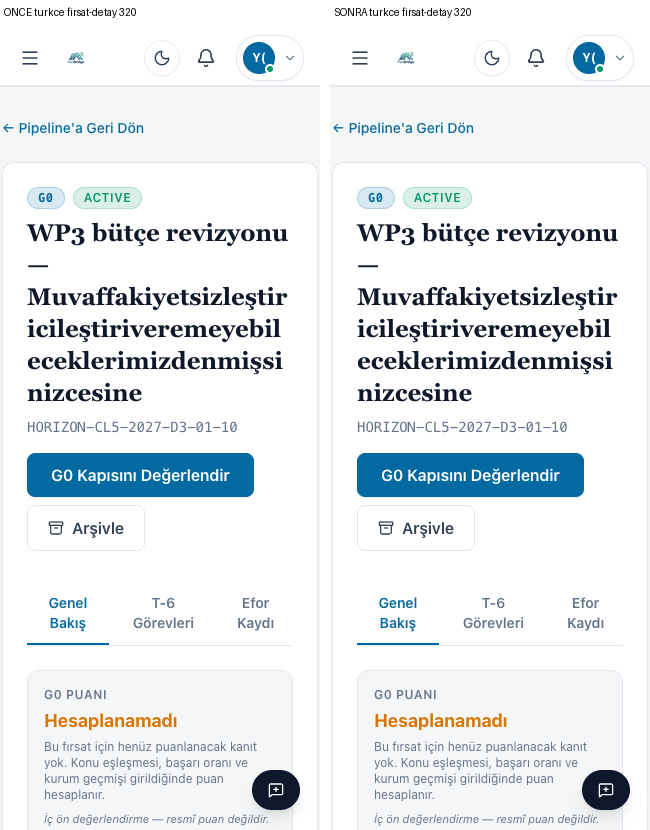 ONCE turkce firsat-detay 320
Y(
← Pipeline'a Geri Dön
G0 ACTIVE
WP3 bütçe revizyonu
—
Muvaffakiyetsizleştir
icileştiriveremeyebil
eceklerimizdenmişsi
nizcesine
HORIZON-CL5-2027-D3-01-10
G0 Kapısını Değerlendir
Arşivle
Genel Bakış
T-6 Görevleri
Efor Kaydı
G0 PUANI
Hesaplanamadı
Bu fırsat için henüz puanlanacak kanıt
yok. Konu eşleşmesi, başarı oranı ve
kurum geçmişi girildiğinde puan
hesaplanır.
İç ön değerlendirme — resmî puan değildir.
SONRA turkce firsat-detay 320
Y(
← Pipeline'a Geri Dön
G0 ACTIVE
WP3 bütçe revizyonu
—
Muvaffakiyetsizleştir
icileştiriveremeyebil
eceklerimizdenmişsi
nizcesine
HORIZON-CL5-2027-D3-01-10
G0 Kapısını Değerlendir
Arşivle
Genel Bakış
T-6 Görevleri
Efor Kaydı
G0 PUANI
Hesaplanamadı
Bu fırsat için henüz puanlanacak kanıt
yok. Konu eşleşmesi, başarı oranı ve
kurum geçmişi girildiğinde puan
hesaplanır.
İç ön değerlendirme — resmî puan değildir.